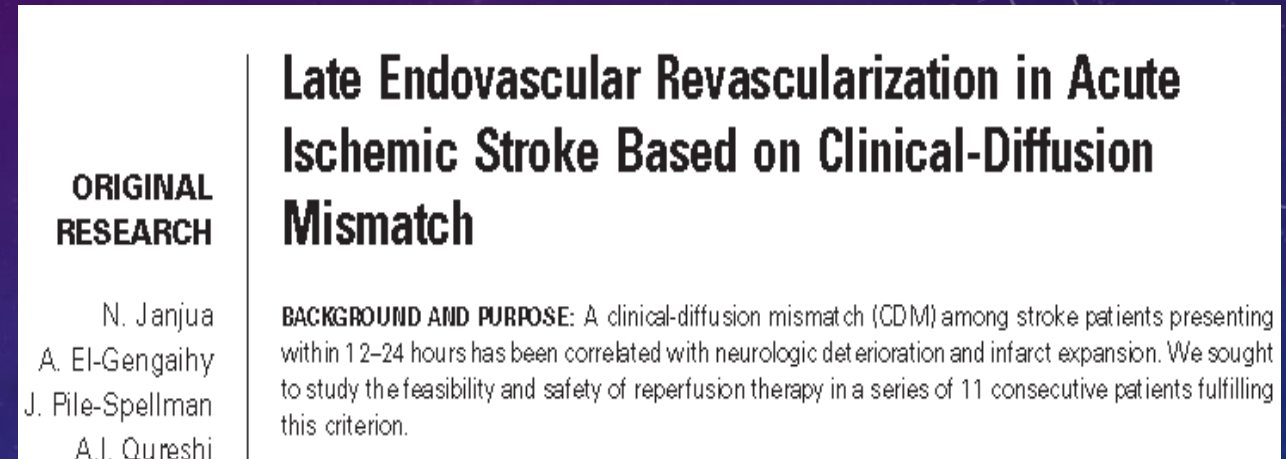 Late Endovascular Revascularization in Acute
Ischemic Stroke Based on Clinical-Diffusion
Mismatch
ORIGINAL
RESEARCH
N. Janjua
A. El-Gengaihy
J. Pile-Spellman
A.I. Qureshi
BACKGROUND AND PURPOSE: A clinical-diffusion mismatch (CDM) among stroke patients presenting
within 12–24 hours has been correlated with neurologic deterioration and infarct expansion. We sought
to study the feasibility and safety of reperfusion therapy in a series of 11 consecutive patients fulfilling
this criterion.